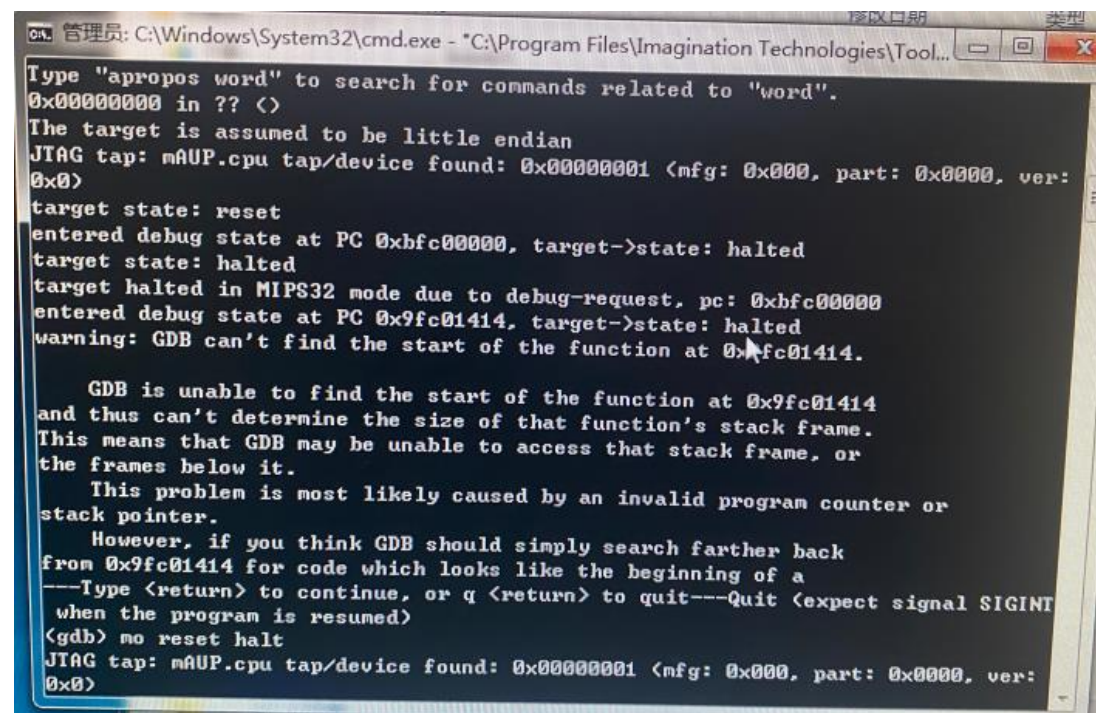 修改日期 类型
管理员: C:\Windows\System32\cmd.exe - "C:\Program Files\Imagination Technologies\Tool...
Type "apropos word" to search for commands related to "word".
0x00000000 in ?? ()
The target is assumed to be little endian
JTAG tap: mAUP.cpu tap/device found: 0x00000001 (mfg: 0x000, part: 0x0000, ver:
0x0)
target state: reset
entered debug state at PC 0xbfc00000, target->state: halted
target state: halted
target halted in MIPS32 mode due to debug-request, pc: 0xbfc00000
entered debug state at PC 0x9fc01414, target->state: halted
warning: GDB can't find the start of the function at 0x9fc01414.
GDB is unable to find the start of the function at 0x9fc01414
and thus can't determine the size of that function's stack frame.
This means that GDB may be unable to access that stack frame, or
the frames below it.
This problem is most likely caused by an invalid program counter or
stack pointer.
However, if you think GDB should simply search farther back
from 0x9fc01414 for code which looks like the beginning of a
---Type <return> to continue, or q <return> to quit---Quit (expect signal SIGINT
when the program is resumed)
(gdb) mo reset halt
JTAG tap: mAUP.cpu tap/device found: 0x00000001 (mfg: 0x000, part: 0x0000, ver:
0x0)